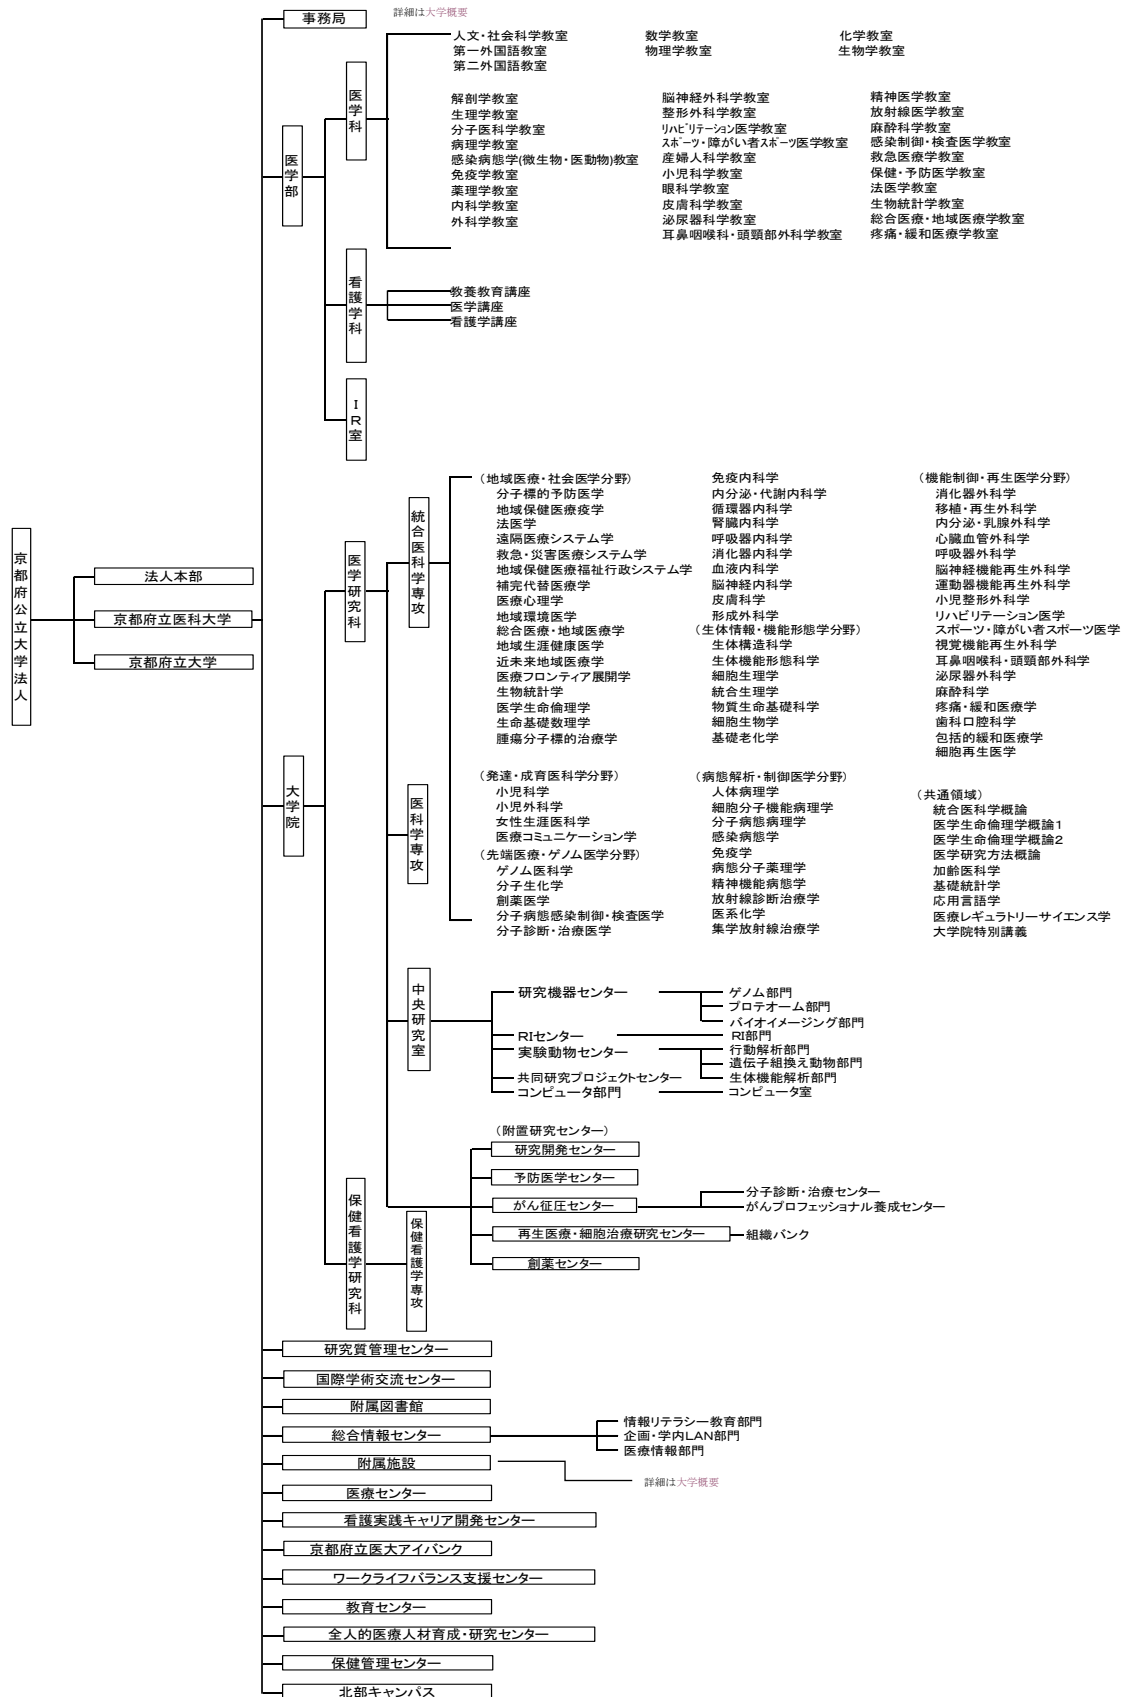 事務局
詳細は大学概要
人文・社会科学教室
第一外国語教室
第二外国語教室
数学教室
物理学教室
化学教室
生物学教室
医学部
医学科
解剖学教室
生理学教室
分子医科学教室
病理学教室
感染病態学(微生物・医動物)教室
免疫学教室
薬理学教室
内科学教室
外科学教室
脳神経外科学教室
整形外科学教室
リハビリテーション医学教室
スポーツ・障がい者スポーツ医学教室
産婦人科学教室
小児科学教室
眼科学教室
皮膚科学教室
泌尿器科学教室
耳鼻咽喉科・頭頸部外科学教室
精神医学教室
放射線医学教室
麻酔科学教室
感染制御・検査医学教室
救急医療学教室
保健・予防医学教室
法医学教室
生物統計学教室
総合医療・地域医療学教室
疼痛・緩和医療学教室
看護学科
教養教育講座
医学講座
看護学講座
IR室
京都府公立大学法人
法人本部
京都府立医科大学
京都府立大学
大学院
医学研究科
統合医科学専攻
(地域医療・社会医学分野)
分子標的予防医学
地域保健医療疫学
法医学
遠隔医療システム学
救急・災害医療システム学
地域保健医療福祉行政システム学
補完代替医療学
医療心理学
地域環境医学
総合医療・地域医療学
地域生涯健康医学
近未来地域医療学
医療フロンティア展開学
生物統計学
医学生命倫理学
生命基礎数理学
腫瘍分子標的治療学
(発達・成育医科学分野)
小児科学
小児外科学
女性生涯医科学
医療コミュニケーション学
(先端医療・ゲノム医学分野)
ゲノム医科学
分子生化学
創薬医学
分子病態感染制御・検査医学
分子診断・治療医学
免疫内科学
内分泌・代謝内科学
循環器内科学
腎臓内科学
呼吸器内科学
消化器内科学
血液内科学
脳神経内科学
皮膚科学
形成外科学
(生体情報・機能形態学分野)
生体構造科学
生体機能形態科学
細胞生理学
統合生理学
物質生命基礎科学
細胞生物学
基礎老化学
(病態解析・制御医学分野)
人体病理学
細胞分子機能病理学
分子病態病理学
感染病態学
免疫学
病態分子薬理学
精神機能病態学
放射線診断治療学
医系化学
集学放射線治療学
(機能制御・再生医学分野)
消化器外科学
移植・再生外科学
内分泌・乳腺外科学
心臓血管外科学
呼吸器外科学
脳神経機能再生外科学
運動器機能再生外科学
小児整形外科学
リハビリテーション医学
スポーツ・障がい者スポーツ医学
視覚機能再生外科学
耳鼻咽喉科・頭頸部外科学
泌尿器外科学
麻酔科学
疼痛・緩和医療学
歯科口腔科学
包括的緩和医療学
細胞再生医学
(共通領域)
統合医科学概論
医学生命倫理学概論1
医学生命倫理学概論2
医学研究方法概論
加齢医科学
基礎統計学
応用言語学
医療レギュラトリーサイエンス学
大学院特別講義
医科学専攻
中央研究室
研究機器センター
ゲノム部門
プロテオーム部門
バイオイメージング部門
RIセンター
RI部門
実験動物センター
行動解析部門
遺伝子組換え動物部門
生体機能解析部門
共同研究プロジェクトセンター
コンピュータ部門
コンピュータ室
(附置研究センター)
研究開発センター
予防医学センター
がん征圧センター
分子診断・治療センター
がんプロフェッショナル養成センター
再生医療・細胞治療研究センター
組織バンク
創薬センター
保健看護学研究科
保健看護学専攻
研究質管理センター
国際学術交流センター
附属図書館
総合情報センター
情報リテラシー教育部門
企画・学内LAN部門
医療情報部門
附属施設
詳細は大学概要
医療センター
看護実践キャリア開発センター
京都府立医大アイバンク
ワークライフバランス支援センター
教育センター
全人的医療人材育成・研究センター
保健管理センター
北部キャンパス